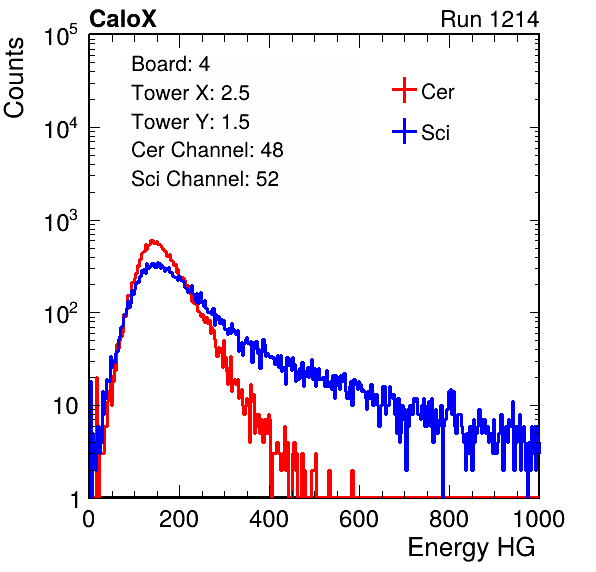 CaloX Run 1214
Counts
10^5
10^4
10^3
10^2
10
1
Board: 4
Tower X: 2.5
Tower Y: 1.5
Cer Channel: 48
Sci Channel: 52
Cer
Sci
0 200 400 600 800 1000
Energy HG